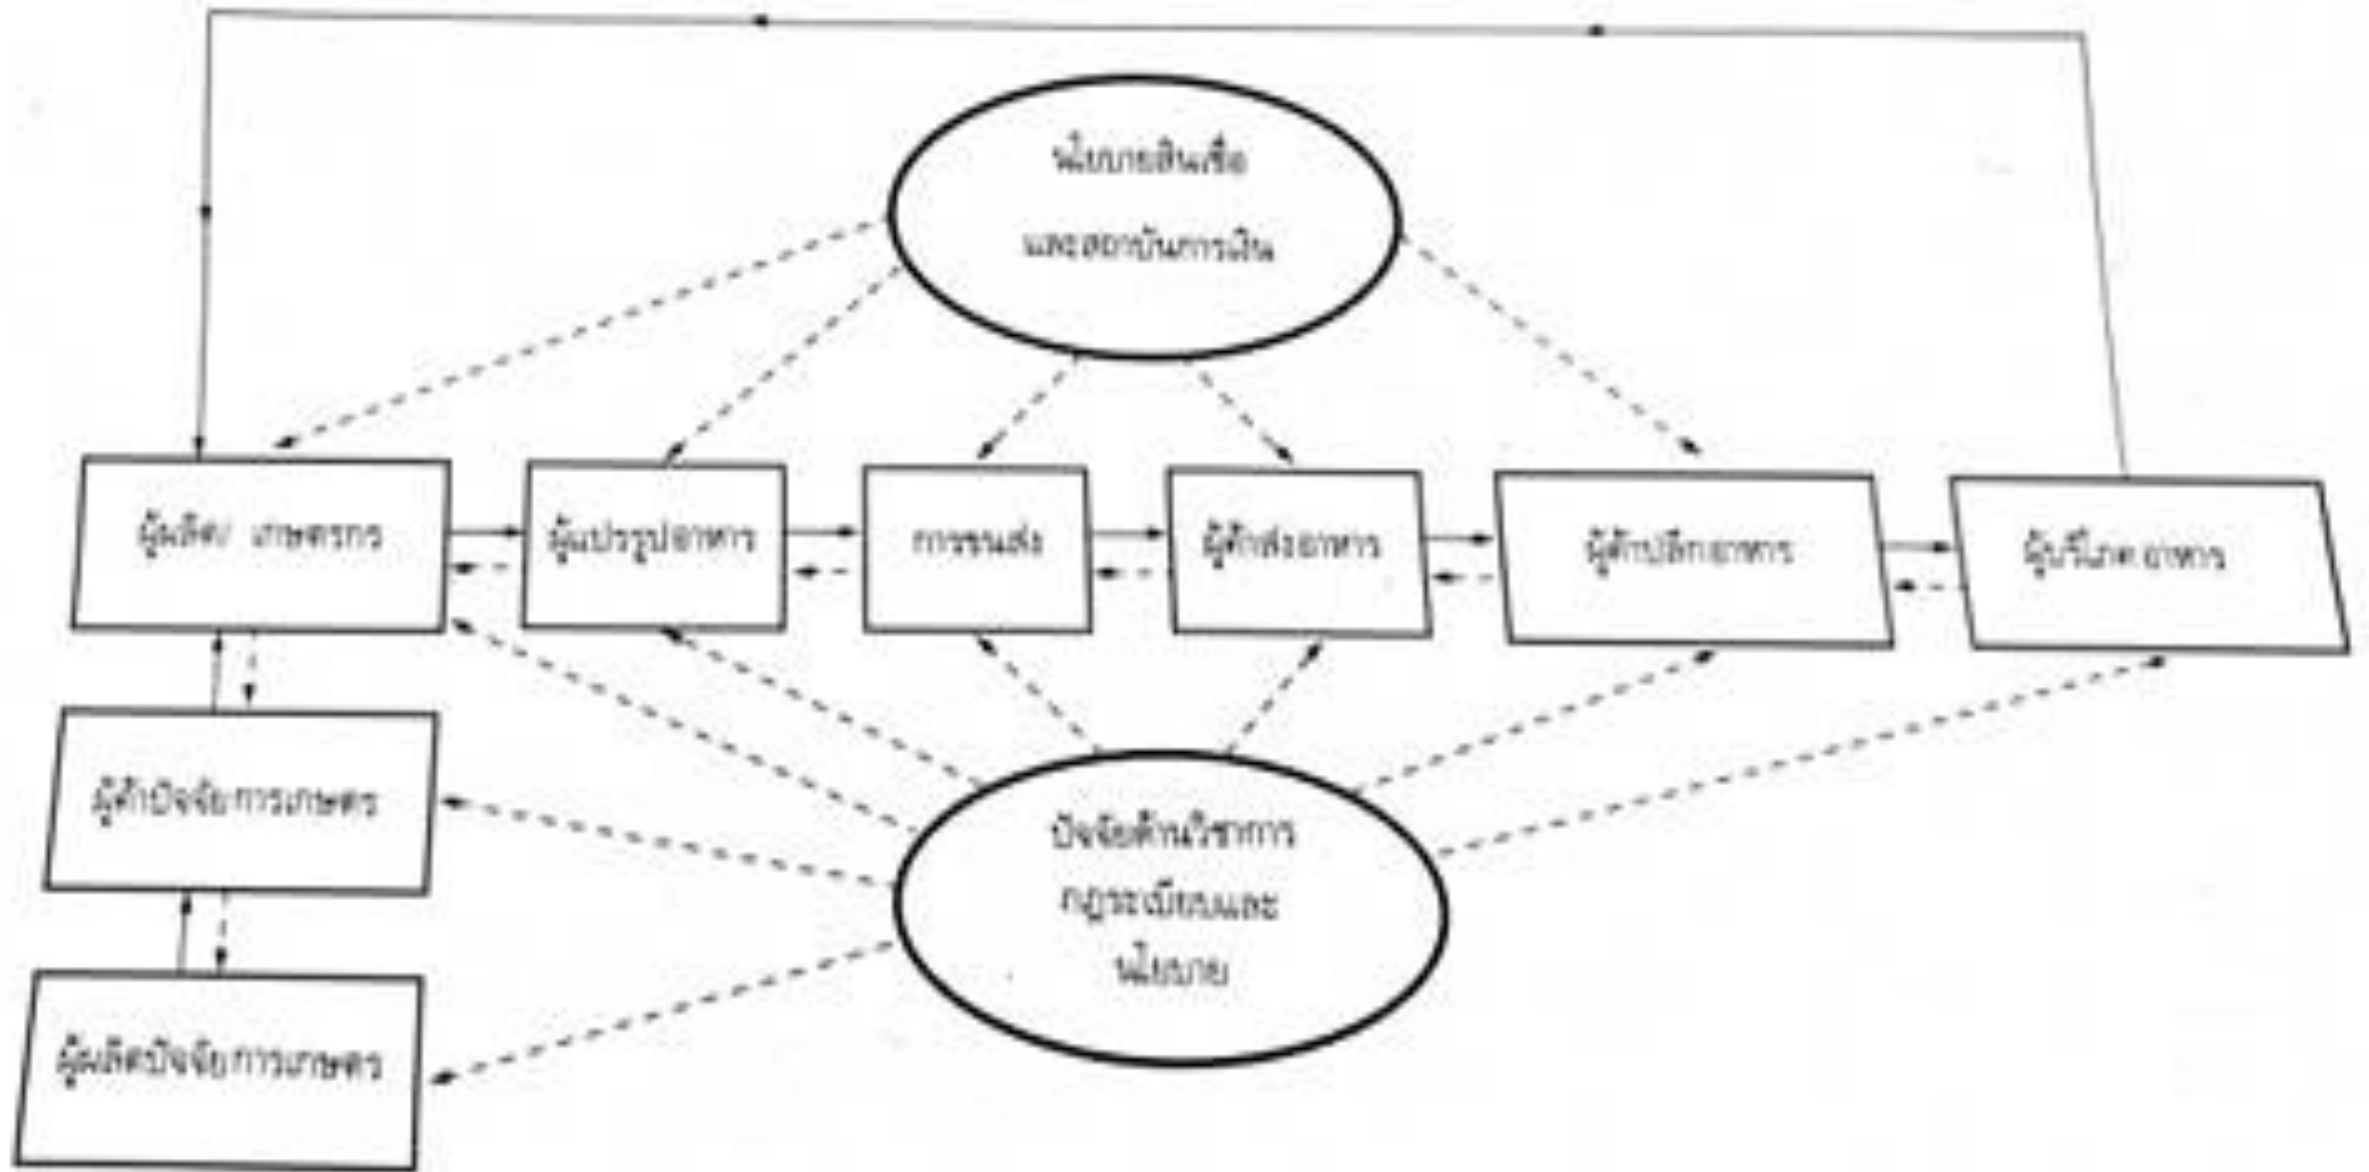 นโยบายสินเชื่อ
และสถาบันการเงิน
ผู้ผลิต/ เกษตรกร
ผู้แปรรูปอาหาร
การขนส่ง
ผู้ค้าส่งอาหาร
ผู้ค้าปลีกอาหาร
ผู้บริโภคอาหาร
ผู้ค้าปัจจัยการเกษตร
ปัจจัยด้านวิชาการ
กฎระเบียบและ
นโยบาย
ผู้ผลิตปัจจัยการเกษตร